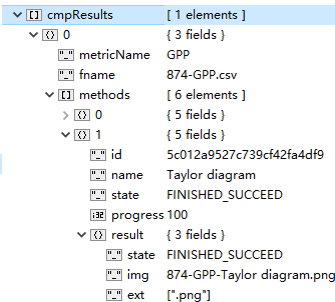 cmpResults [ 1 elements ]
0 { 3 fields }
metricName GPP
fname 874-GPP.csv
methods [ 6 elements ]
0 { 5 fields }
1 { 5 fields }
id 5c012a9527c739cf42fa4df9
name Taylor diagram
state FINISHED_SUCCEED
progress 100
result { 3 fields }
state FINISHED_SUCCEED
img 874-GPP-Taylor diagram.png
ext [".png"]